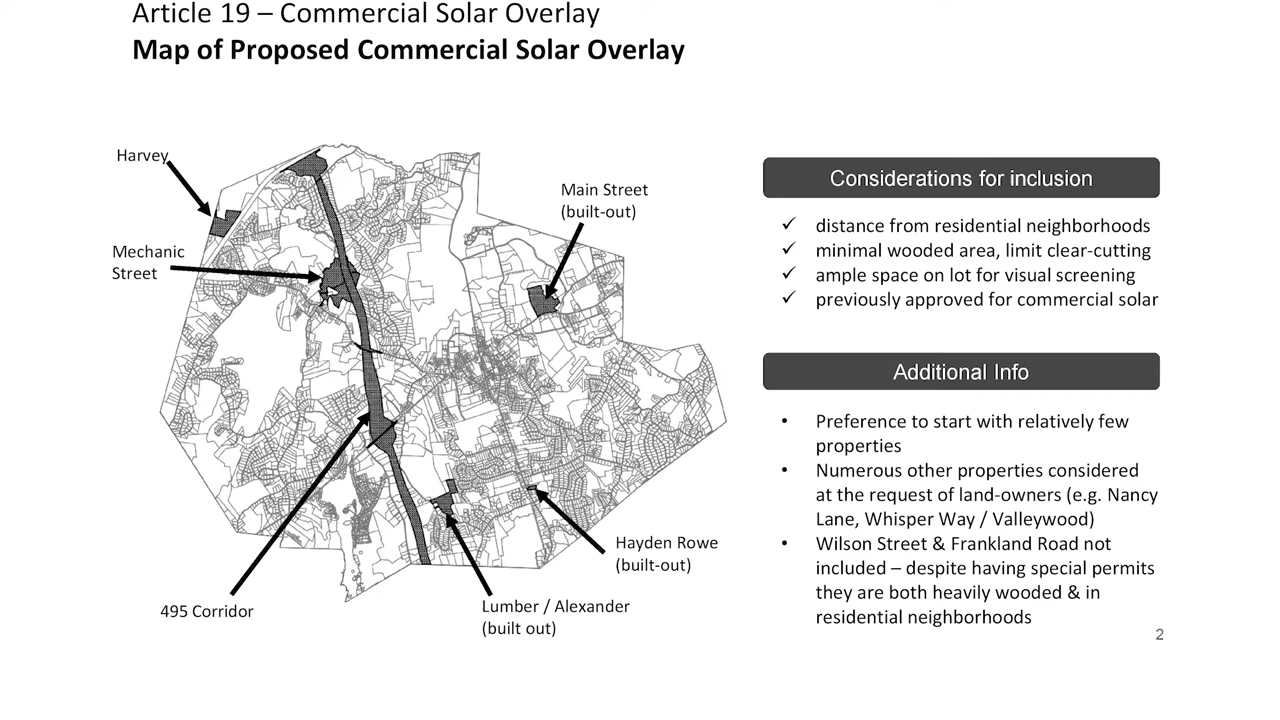 Article 19 – Commercial Solar Overlay
Map of Proposed Commercial Solar Overlay
Harvey
Mechanic
Street
Main Street
(built-out)
495 Corridor
Lumber / Alexander
(built out)
Hayden Rowe
(built-out)
Considerations for inclusion
✓ distance from residential neighborhoods
✓ minimal wooded area, limit clear-cutting
✓ ample space on lot for visual screening
✓ previously approved for commercial solar
Additional Info
• Preference to start with relatively few
properties
• Numerous other properties considered
at the request of land-owners (e.g. Nancy
Lane, Whisper Way / Valleywood)
• Wilson Street & Frankland Road not
included – despite having special permits
they are both heavily wooded & in
residential neighborhoods
2